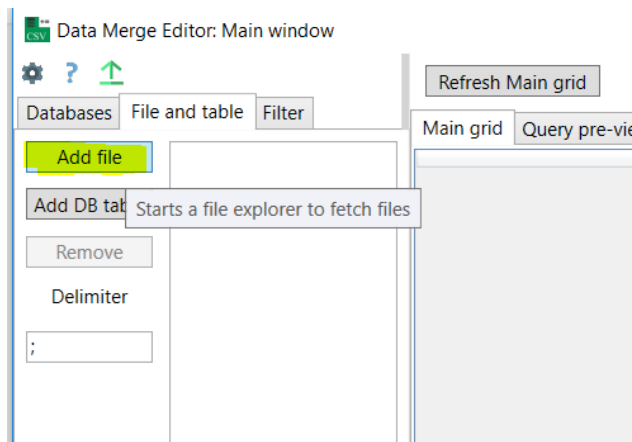 CSV
Data Merge Editor: Main window
?
Refresh Main grid
Databases
File and table
Filter
Main grid
Query pre-vie
Add file
Add DB tab
Starts a file explorer to fetch files
Remove
Delimiter
;